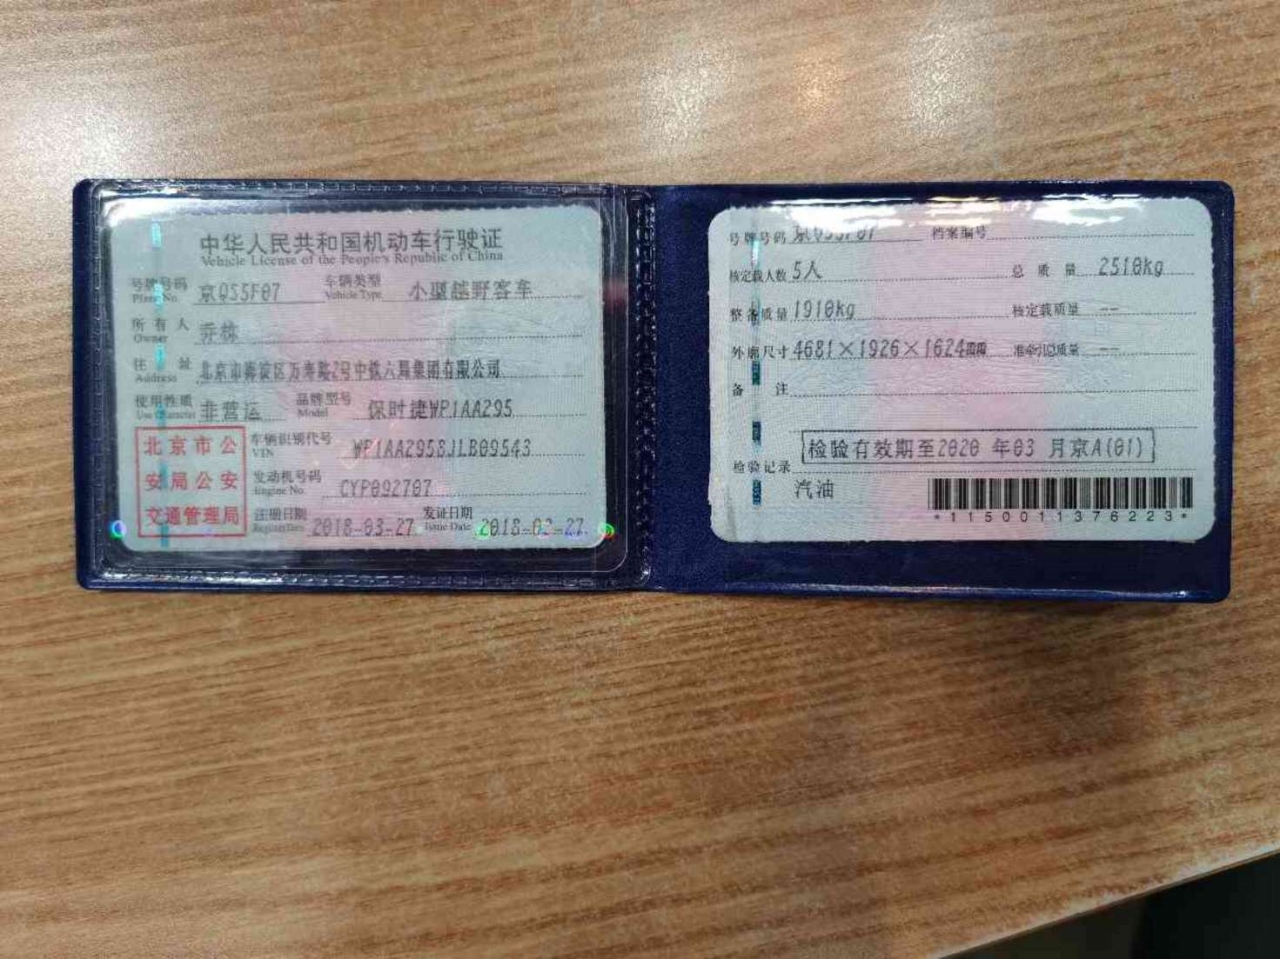 中华人民共和国机动车行驶证
Vehicle License of the People's Republic of China
号牌号码 京QS5F07 车辆类型 小型越野客车
Plate No. Vehicle Type
所有人 乔栋
Owner
住址 北京市海淀区万寿路2号中铁六局集团有限公司
Address
使用性质 非营运 品牌型号 保时捷WP1AA295
Use Character Model
北京市公
安局公安
交通管理局
车辆识别代号 WP1AA2958JLB09543
VIN
发动机号码 CYP092707
Engine No.
注册日期 2018-03-27 发证日期 2018-03-27
Register Date Issue Date
号牌号码 档案编号
核定载人数 5人 总质量 2510kg
整备质量 1910kg 核定载质量 --
外廓尺寸 4681×1926×1624 准牵引总质量 --
备注
检验有效期至2020 年03 月京A(01)
检验记录
汽油
*1150011376223*